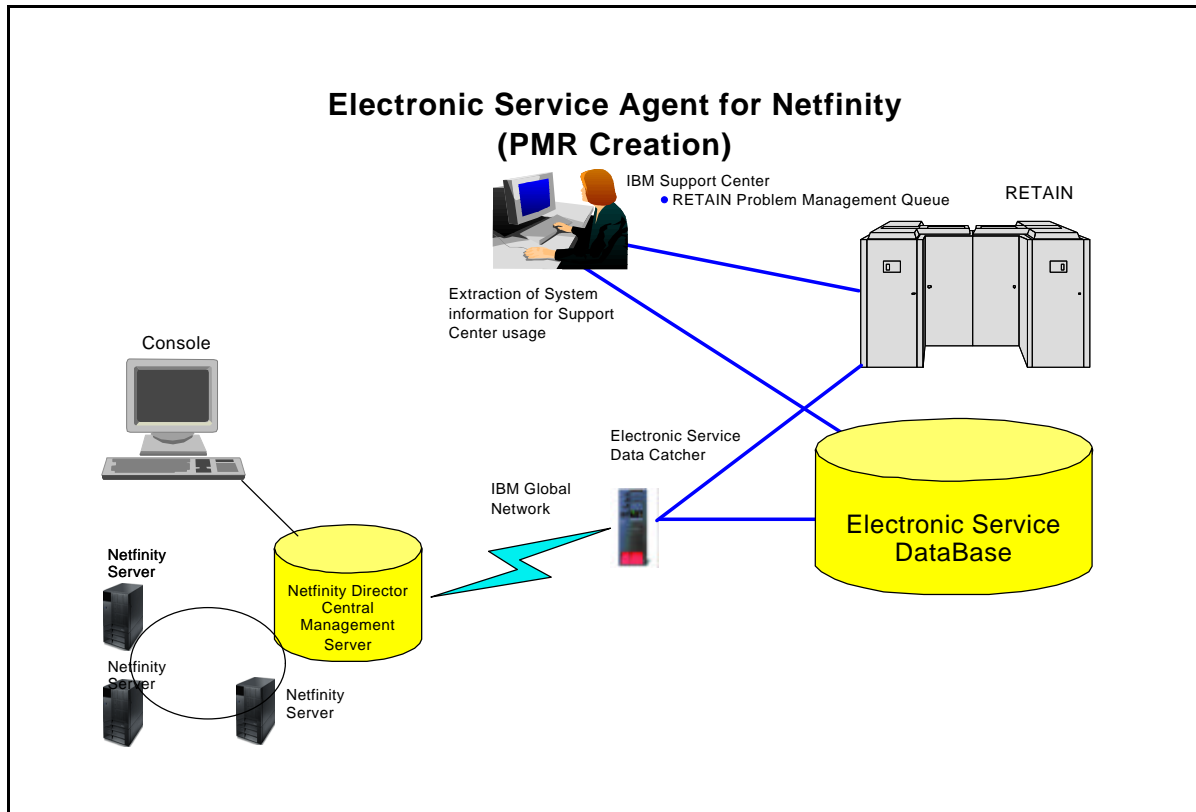 Electronic Service Agent for Netfinity
(PMR Creation)
IBM Support Center
• RETAIN Problem Management Queue
RETAIN
Extraction of System
information for Support
Center usage
Console
Electronic Service
Data Catcher
IBM Global
Network
Electronic Service
DataBase
Netfinity
Server
Netfinity Director
Central
Management
Server
Netfinity
Server
Netfinity
Server